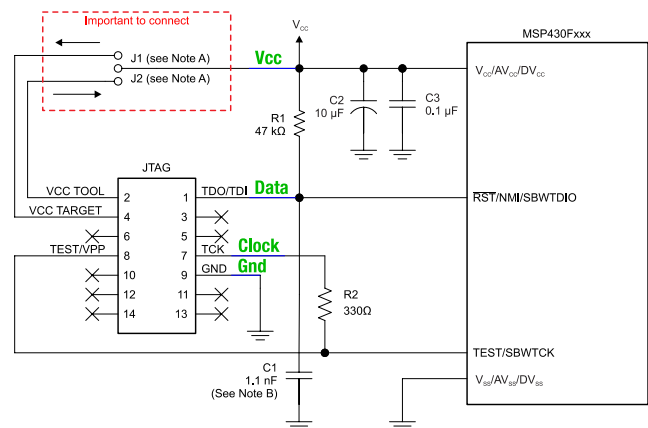 Important to connect
J1 (see Note A)
J2 (see Note A)
VCC
Vcc
MSP430Fxxx
VCC/AVCC/DVCC
C2
10 µF
C3
0.1 µF
R1
47 kΩ
JTAG
VCC TOOL
2
1
TDO/TDI
Data
RST/NMI/SBWTDIO
VCC TARGET
4
3
6
5
TEST/VPP
8
7
TCK
Clock
10
9
GND
Gnd
12
11
14
13
R2
330Ω
TEST/SBWTCK
C1
1.1 nF
(See Note B)
VSS/AVSS/DVSS